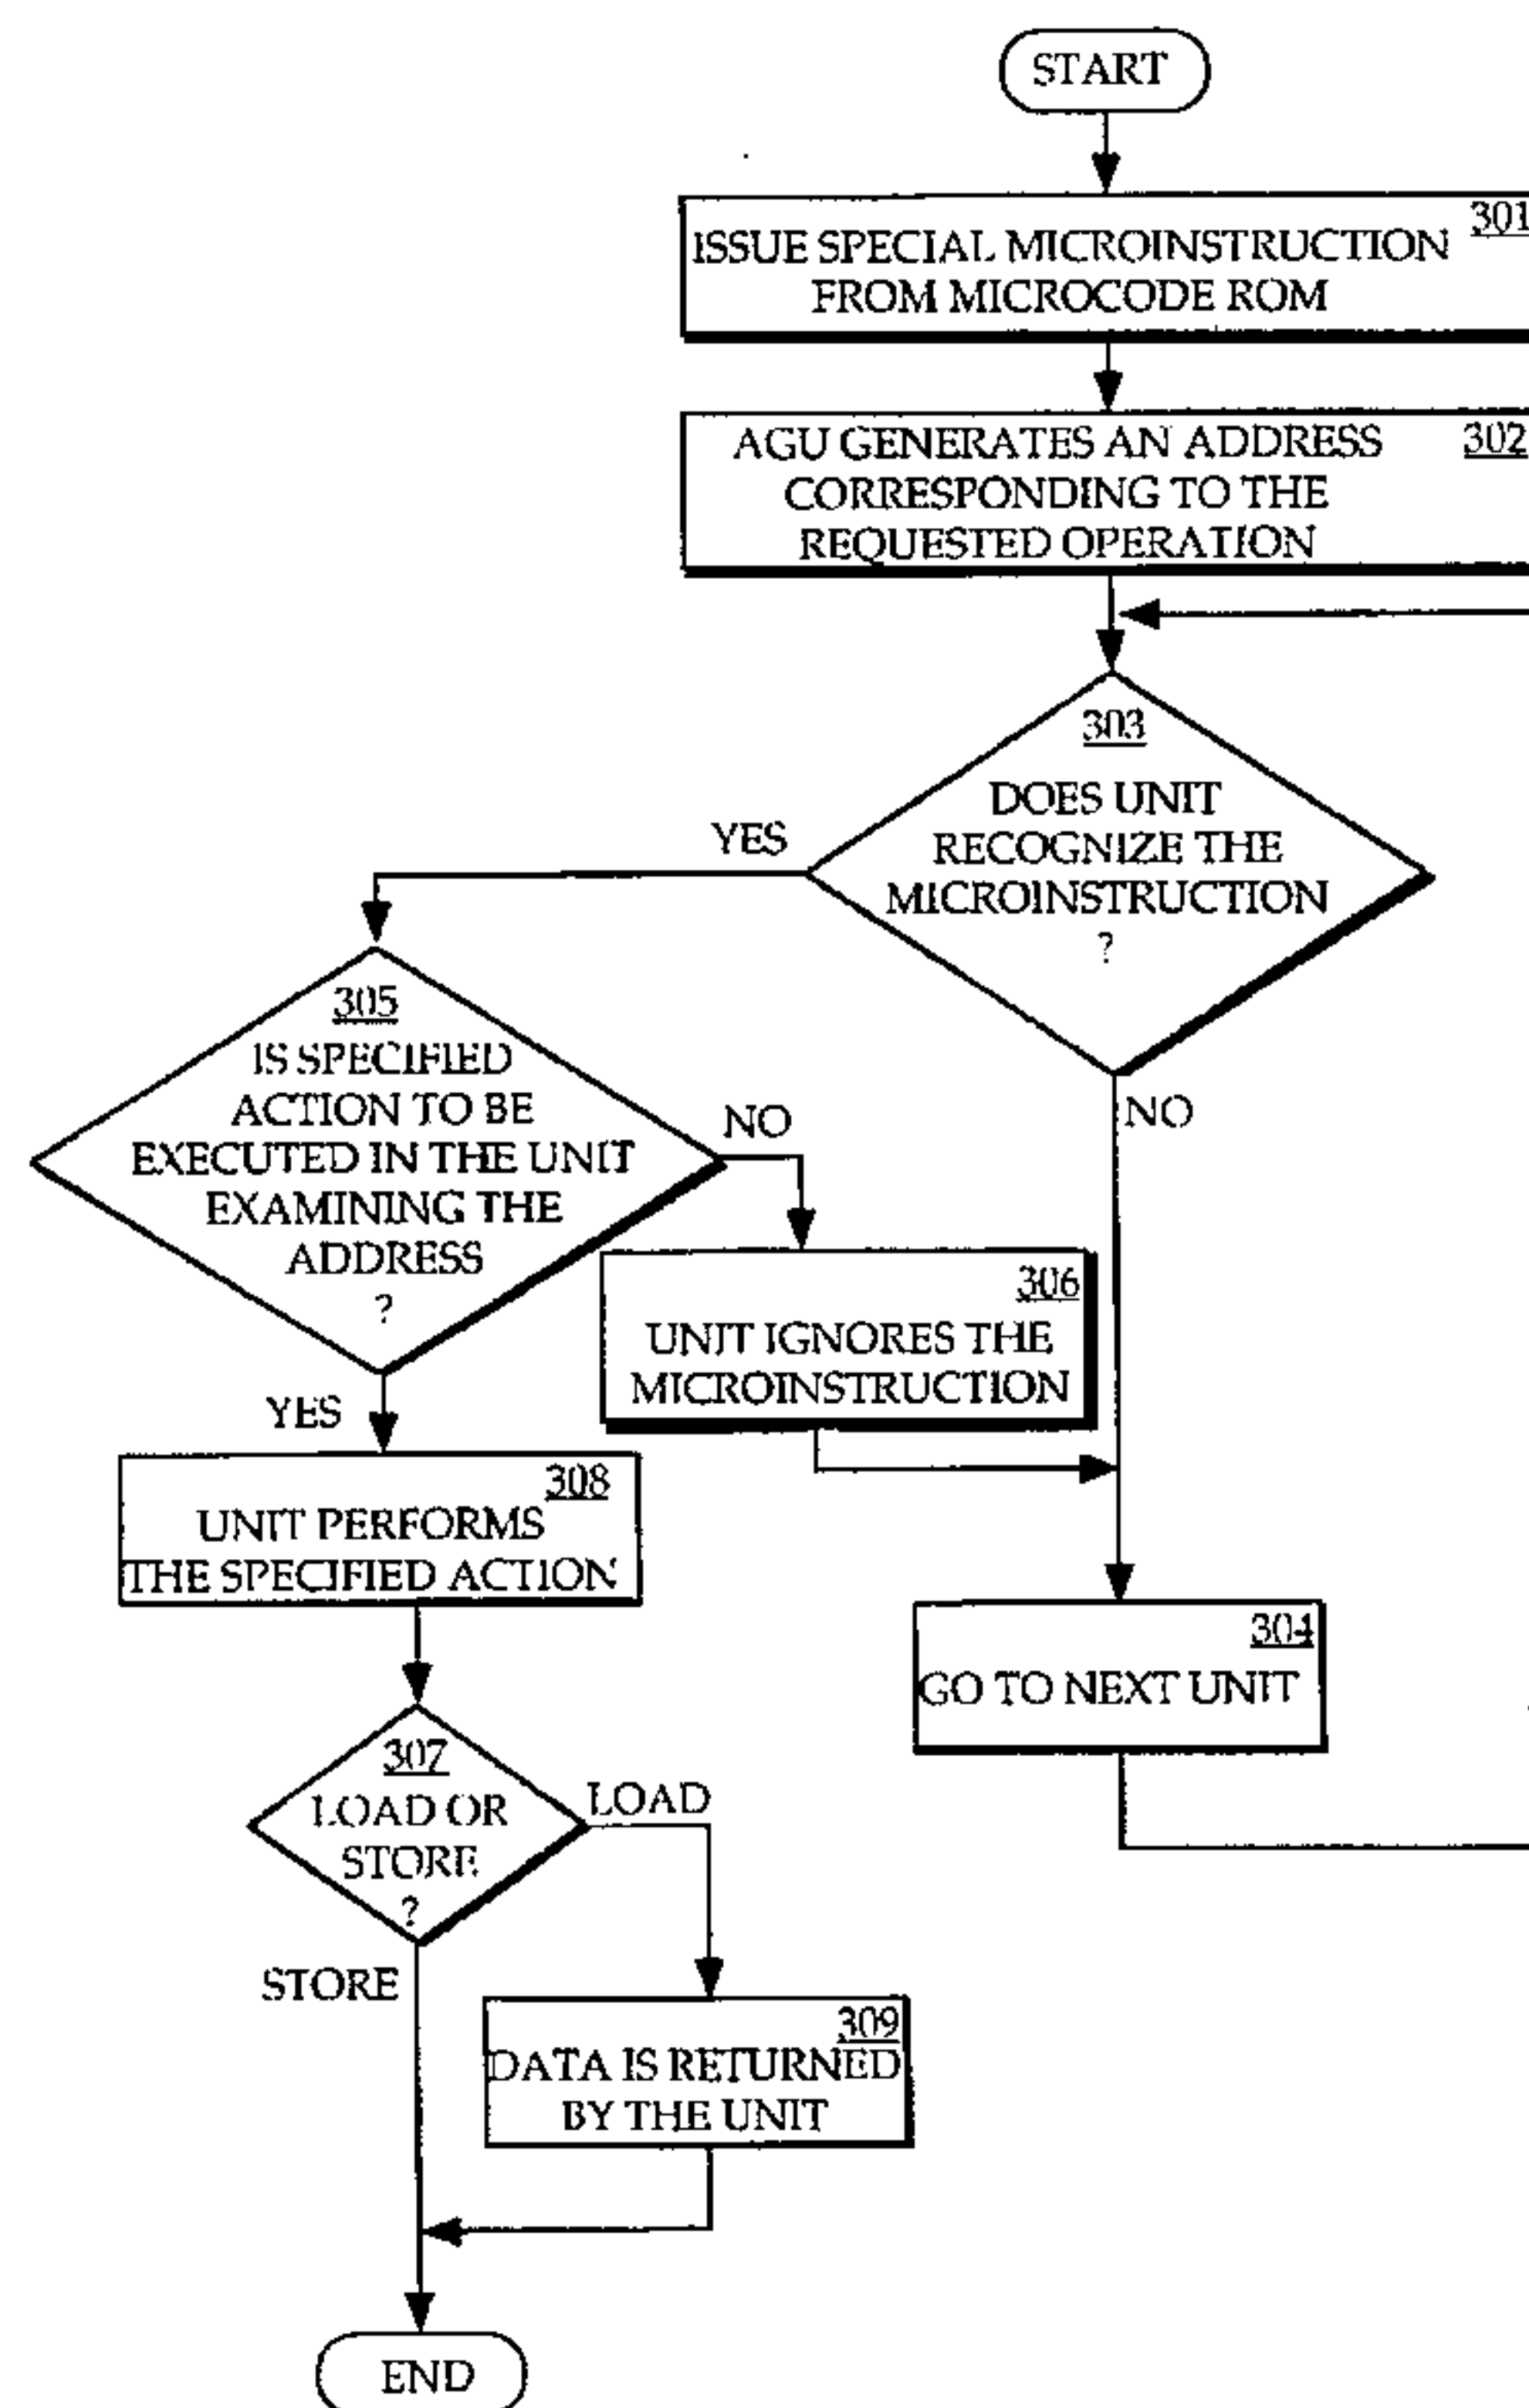 START
301
ISSUE SPECIAL MICROINSTRUCTION
FROM MICROCODE ROM
AGU GENERATES AN ADDRESS 302
CORRESPONDING TO THE
REQUESTED OPERATION
303
DOES UNIT
RECOGNIZE THE
MICROINSTRUCTION
?
YES
NO
305
IS SPECIFIED
ACTION TO BE
EXECUTED IN THE UNIT
EXAMINING THE
ADDRESS
?
NO
306
UNIT IGNORES THE
MICROINSTRUCTION
YES
308
UNIT PERFORMS
THE SPECIFIED ACTION
304
GO TO NEXT UNIT
307
LOAD OR
STORE
?
LOAD
STORE
309
DATA IS RETURNED
BY THE UNIT
END